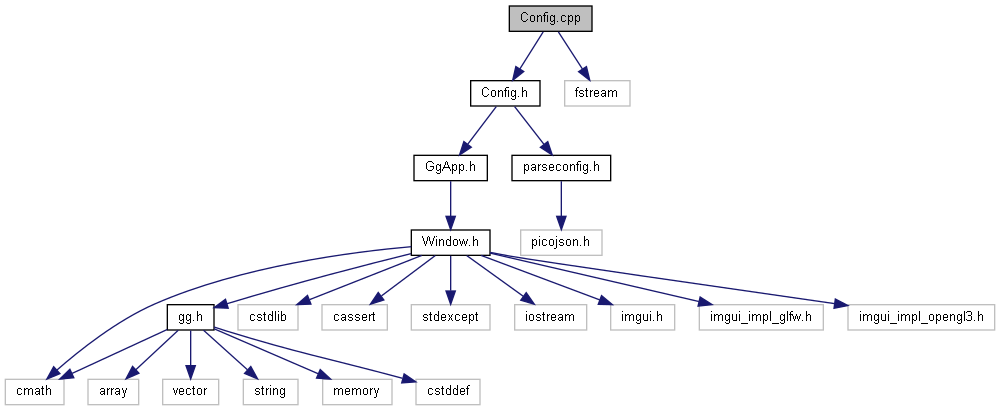 Config.cpp
Config.h
fstream
GgApp.h
parseconfig.h
Window.h
picojson.h
gg.h
cstdlib
cassert
stdexcept
iostream
imgui.h
imgui_impl_glfw.h
imgui_impl_opengl3.h
cmath
array
vector
string
memory
cstddef